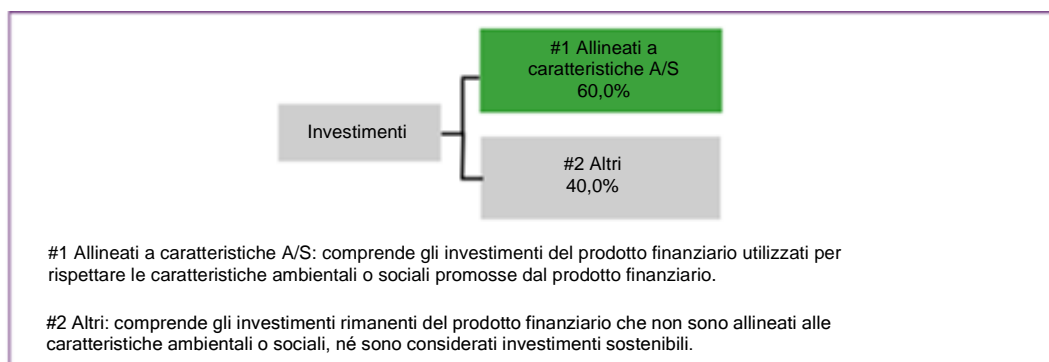 #1 Allineati a
caratteristiche A/S
60,0%
Investimenti
#2 Altri
40,0%
#1 Allineati a caratteristiche A/S: comprende gli investimenti del prodotto finanziario utilizzati per
rispettare le caratteristiche ambientali o sociali promosse dal prodotto finanziario.
#2 Altri: comprende gli investimenti rimanenti del prodotto finanziario che non sono allineati alle
caratteristiche ambientali o sociali, né sono considerati investimenti sostenibili.